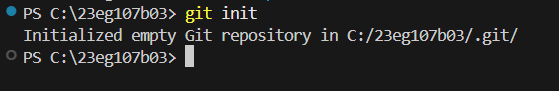 PS C:\23eg107b03> git init
Initialized empty Git repository in C:/23eg107b03/.git/
PS C:\23eg107b03>